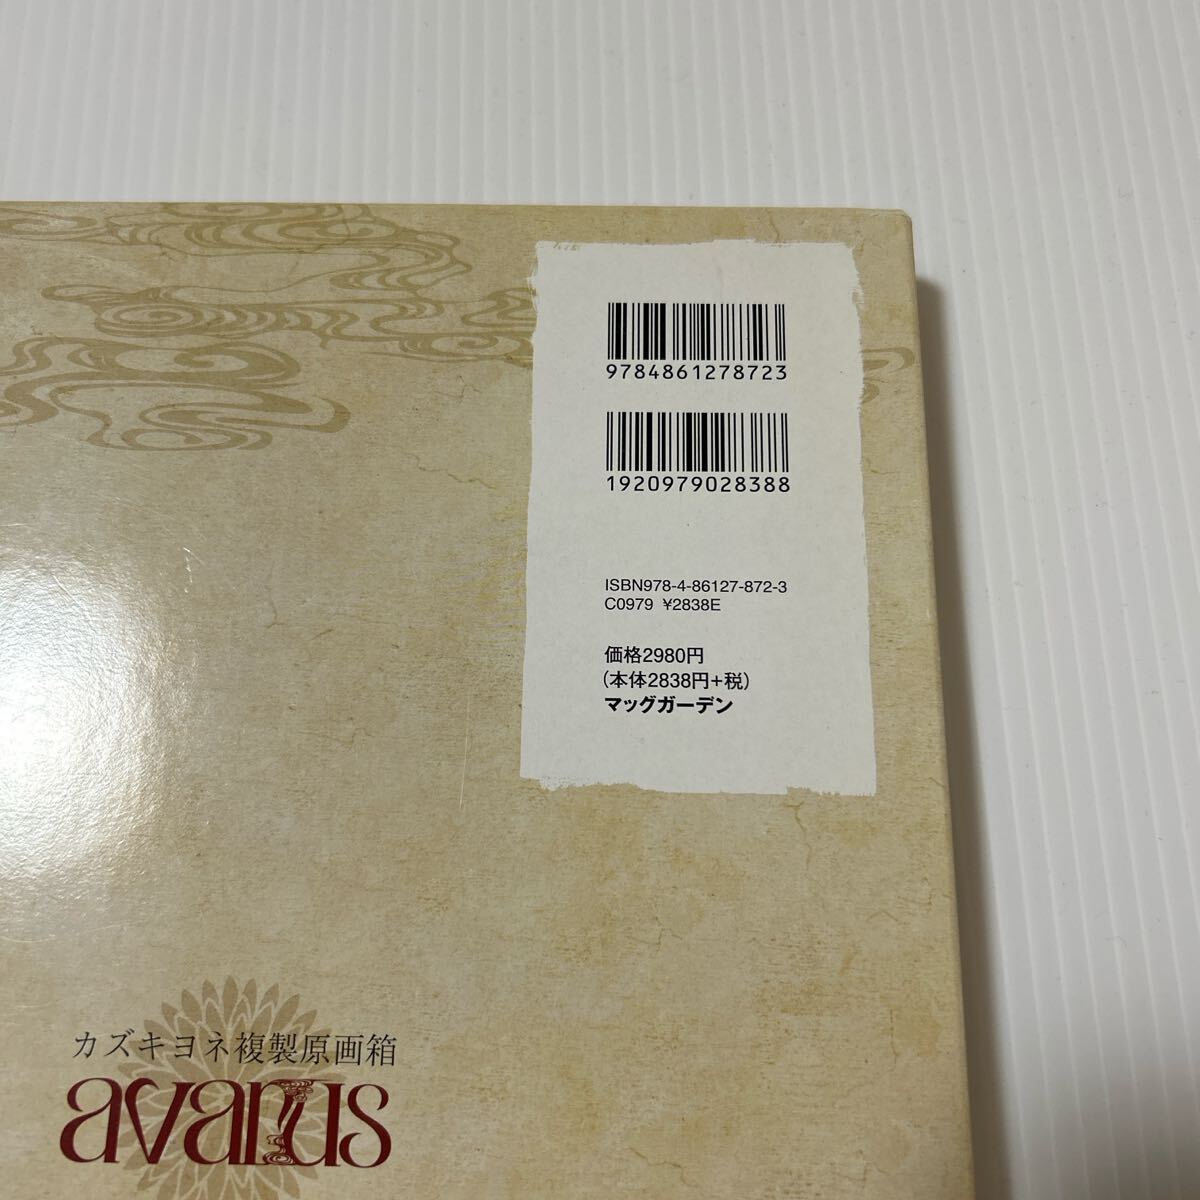 9784861278723
1920979028388
ISBN978-4-86127-872-3
C0979 ¥2838E
価格2980円
(本体2838円+税)
マッグガーデン
カズキヨネ複製原画箱
avarus